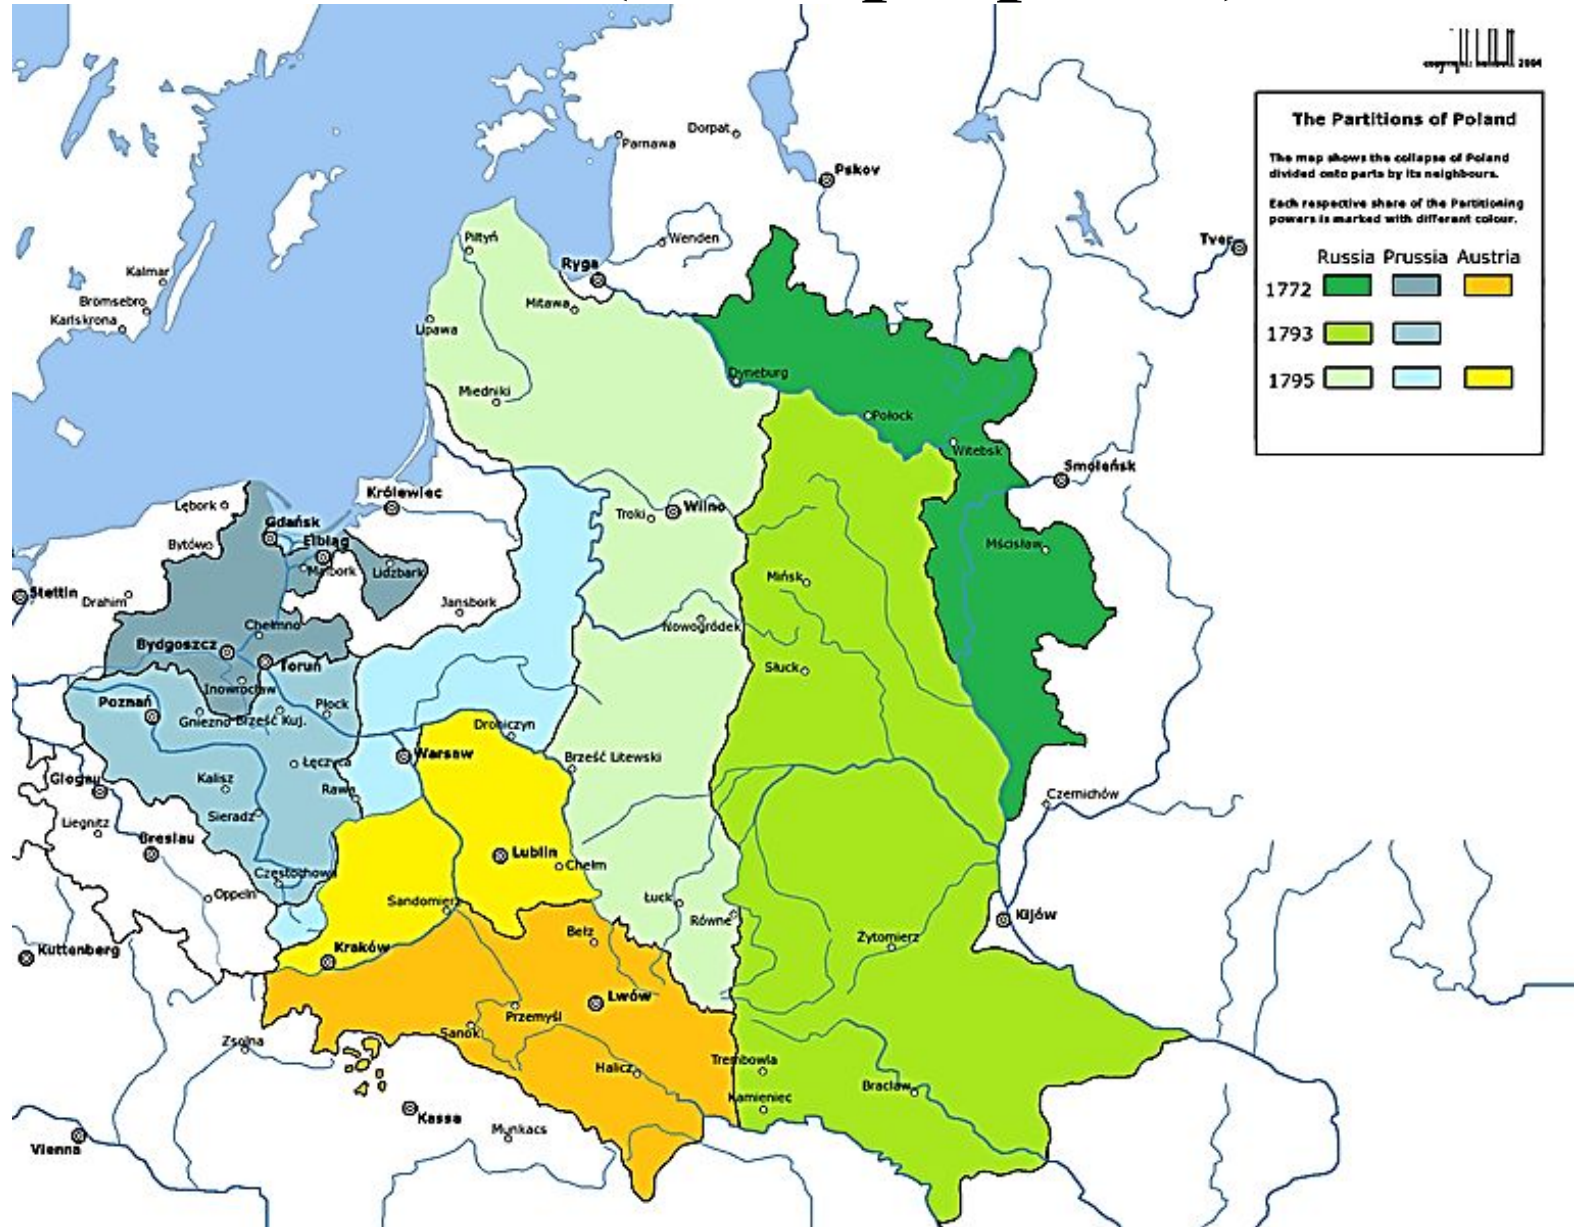 2004
The Partitions of Poland
The map shows the collapse of Poland
divided onto parts by its neighbours.
Each respective share of the Partitioning
powers is marked with different colour.
Russia Prussia Austria
1772
1793
1795
Parnawa
Dorpat
Pskov
Tver
Piltyń
Wenden
Ryga
Kalmar
Bromsebro
Karlskrona
Mitawa
Lipawa
Dyneburg
Miedniki
Połock
Witebsk
Smoleńsk
Królewiec
Lębork
Gdańsk
Troki
Wilno
Bytówo
Elbląg
Malbork
Lidzbark
Mścisław
Stettin
Drahim
Jansbork
Mińsk
Chełmno
Nowogródek
Bydgoszcz
Toruń
Słuck
Inowrocław
Poznań
Gniezno
Brześć Kuj.
Płock
Drohiczyn
Warsaw
Brześć Litewski
Łęczyca
Glogau
Kalisz
Rawa
Czernichów
Liegnitz
Sieradz
Breslau
Lublin
Chełm
Częstochowa
Oppeln
Sandomierz
Łuck
Równe
Kijów
Kuttenberg
Kraków
Bełz
Żytomierz
Lwów
Przemyśl
Sanok
Zsolna
Halicz
Trembowla
Bracław
Kamieniec
Kassa
Munkacs
Vienna